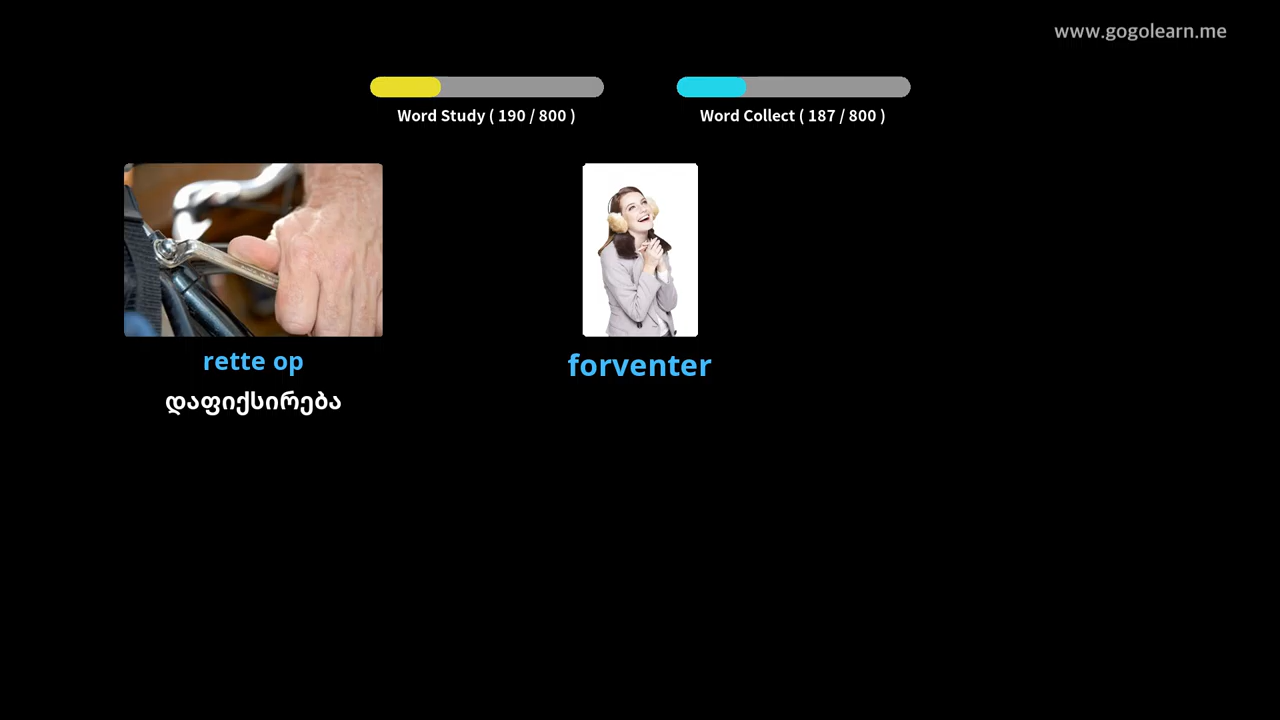 www.gogolearn.me
Word Study ( 190 / 800 )
Word Collect ( 187 / 800 )
rette op
დაფიქსირება
forventer